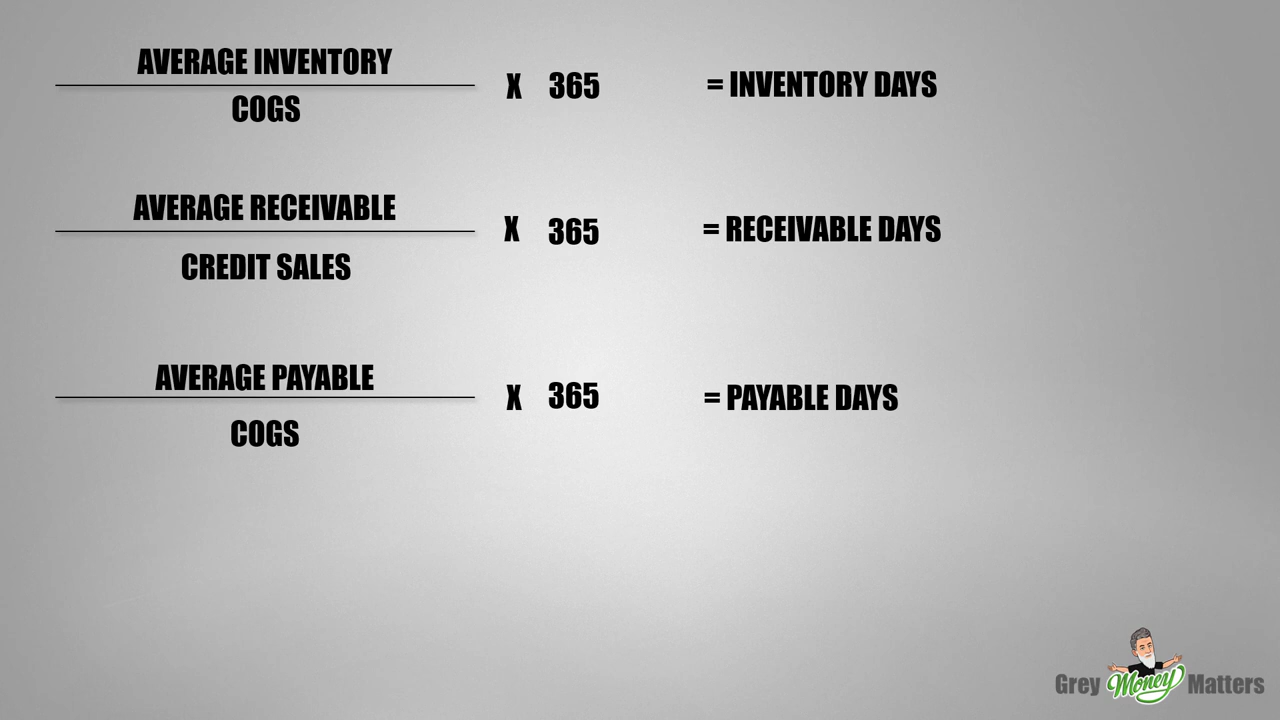 AVERAGE INVENTORY
COGS
X 365 = INVENTORY DAYS
AVERAGE RECEIVABLE
CREDIT SALES
X 365 = RECEIVABLE DAYS
AVERAGE PAYABLE
COGS
X 365 = PAYABLE DAYS
Grey Money Matters